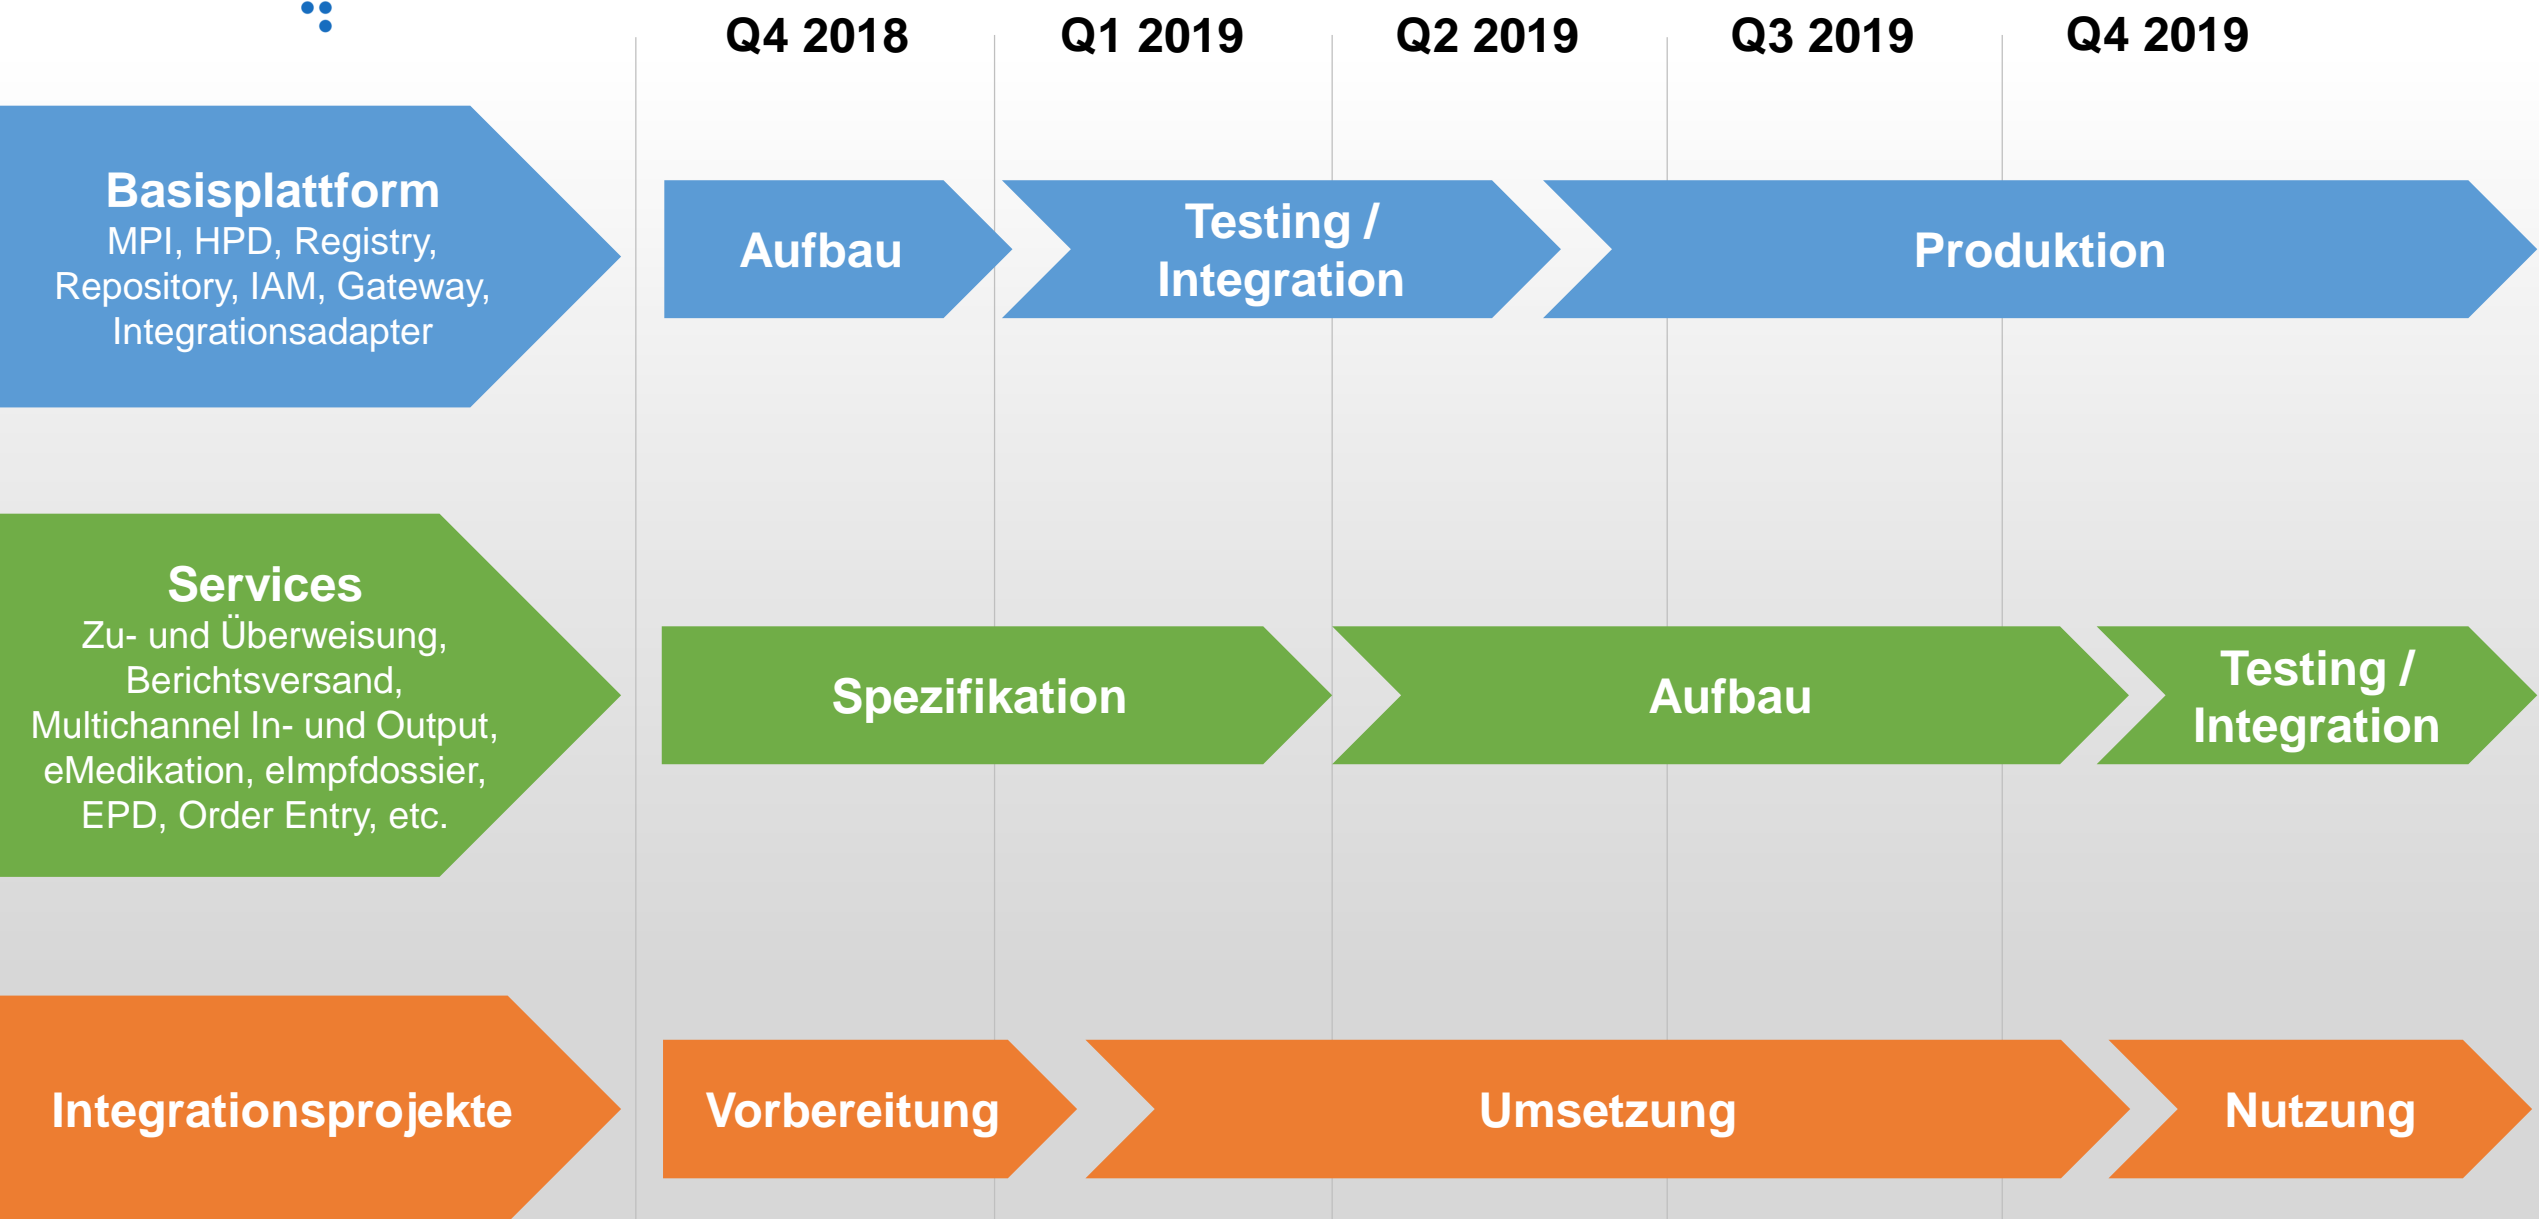 Q4 2018
Q1 2019
Q2 2019
Q3 2019
Q4 2019
Basisplattform
MPI, HPD, Registry,
Repository, IAM, Gateway,
Integrationsadapter
Aufbau
Testing /
Integration
Produktion
Services
Zu- und Überweisung,
Berichtsversand,
Multichannel In- und Output,
eMedikation, eImpfdossier,
EPD, Order Entry, etc.
Spezifikation
Aufbau
Testing /
Integration
Integrationsprojekte
Vorbereitung
Umsetzung
Nutzung